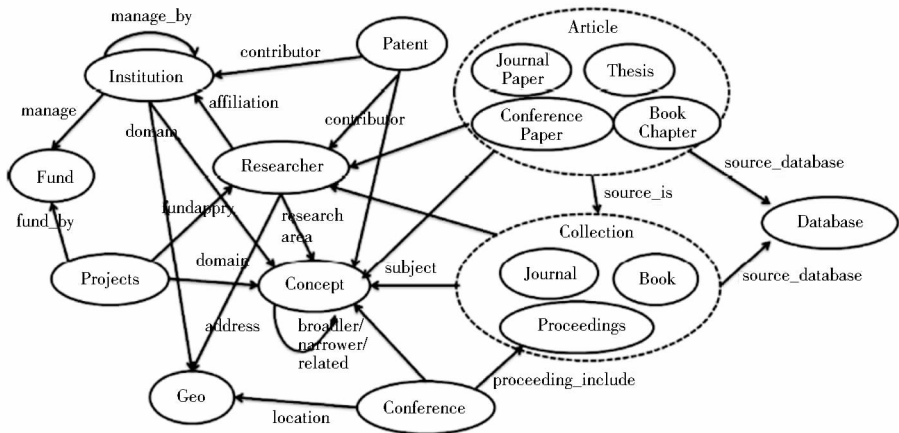 manage_by
Patent
Article
contributor
Journal
Paper
Thesis
Institution
manage
affiliation
contributor
Conference
Paper
Book
Chapter
domain
Researcher
source_database
Fund
source_is
fundappry
research
area
fund_by
Database
Collection
domain
subject
Projects
Concept
Journal
Book
source_database
address
broadler/
narrower/
related
Proceedings
proceeding_include
Geo
location
Conference